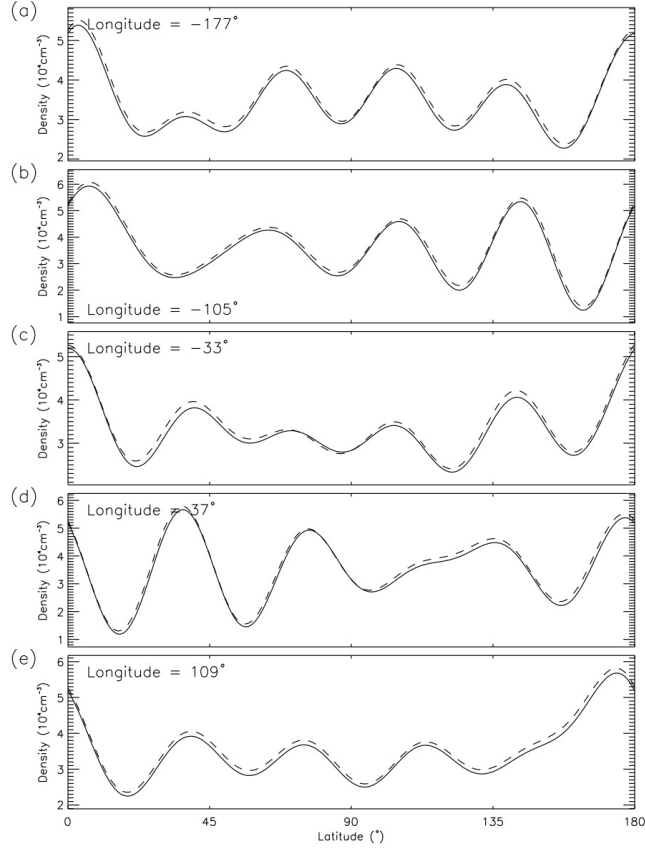 (a)
Longitude = −177°
Density (10⁴cm⁻³)
5
4
3
2
(b)
Density (10⁴cm⁻³)
6
5
4
3
2
1
Longitude = −105°
(c)
Longitude = −33°
Density (10⁴cm⁻³)
5
4
3
(d)
Longitude = 37°
Density (10⁴cm⁻³)
6
5
4
3
2
1
(e)
Longitude = 109°
Density (10⁴cm⁻³)
6
5
4
3
2
0 45 90 135 180
Latitude (°)